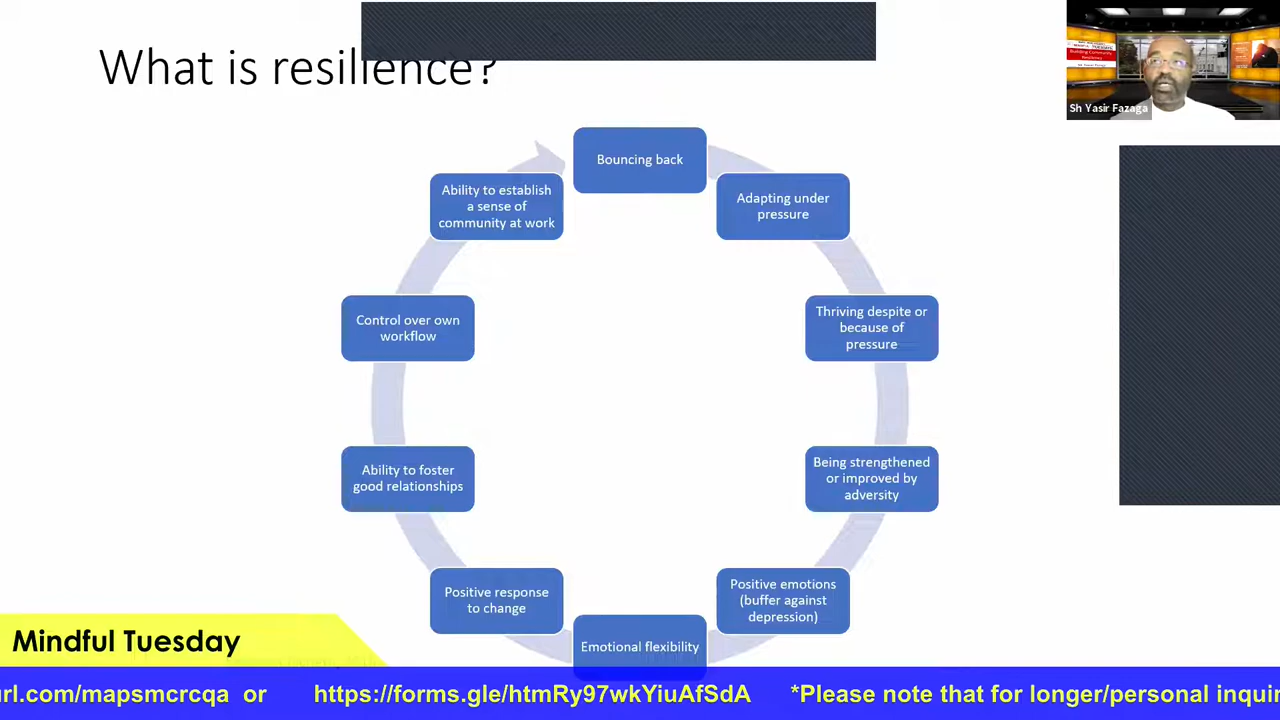 What is resilience?
Sh Yasir Fazaga
Bouncing back
Adapting under
pressure
Thriving despite or
because of
pressure
Being strengthened
or improved by
adversity
Positive emotions
(buffer against
depression)
Emotional flexibility
Positive response
to change
Ability to foster
good relationships
Control over own
workflow
Ability to establish
a sense of
community at work
Mindful Tuesday
url.com/mapsmcrcqa or https://forms.gle/htmRy97wkYiuAfSdA *Please note that for longer/personal inquir